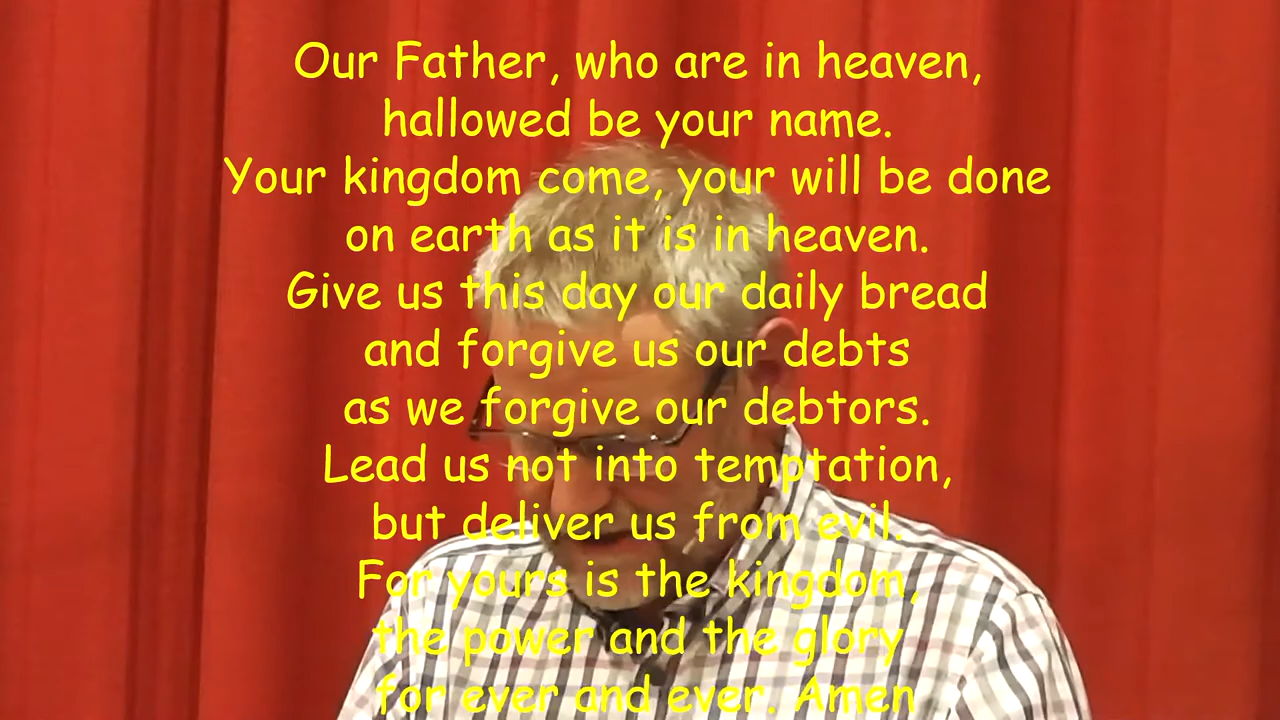 Our Father, who are in heaven,
hallowed be your name.
Your kingdom come, your will be done
on earth as it is in heaven.
Give us this day our daily bread
and forgive us our debts
as we forgive our debtors.
Lead us not into temptation,
but deliver us from evil.
For yours is the kingdom,
the power and the glory
for ever and ever. Amen